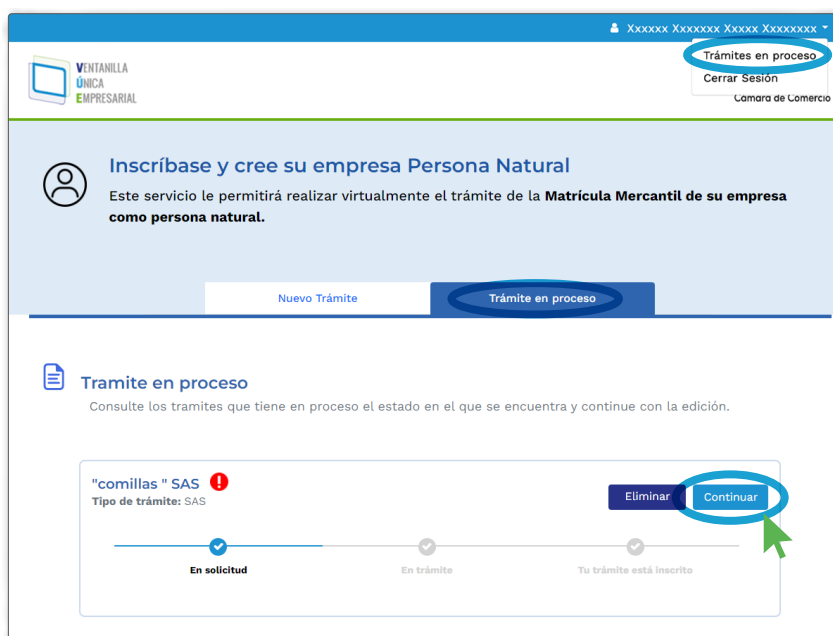 Xxxxxx Xxxxxxx Xxxxx Xxxxxxxx
Trámites en proceso
Cerrar Sesión
Cámara de Comercio
VENTANILLA
ÚNICA
EMPRESARIAL
Inscríbase y cree su empresa Persona Natural
Este servicio le permitirá realizar virtualmente el trámite de la Matrícula Mercantil de su empresa
como persona natural.
Nuevo Trámite
Trámite en proceso
Tramite en proceso
Consulte los tramites que tiene en proceso el estado en el que se encuentra y continue con la edición.
"comillas " SAS
Tipo de trámite: SAS
Eliminar
Continuar
En solicitud
En trámite
Tu trámite está inscrito